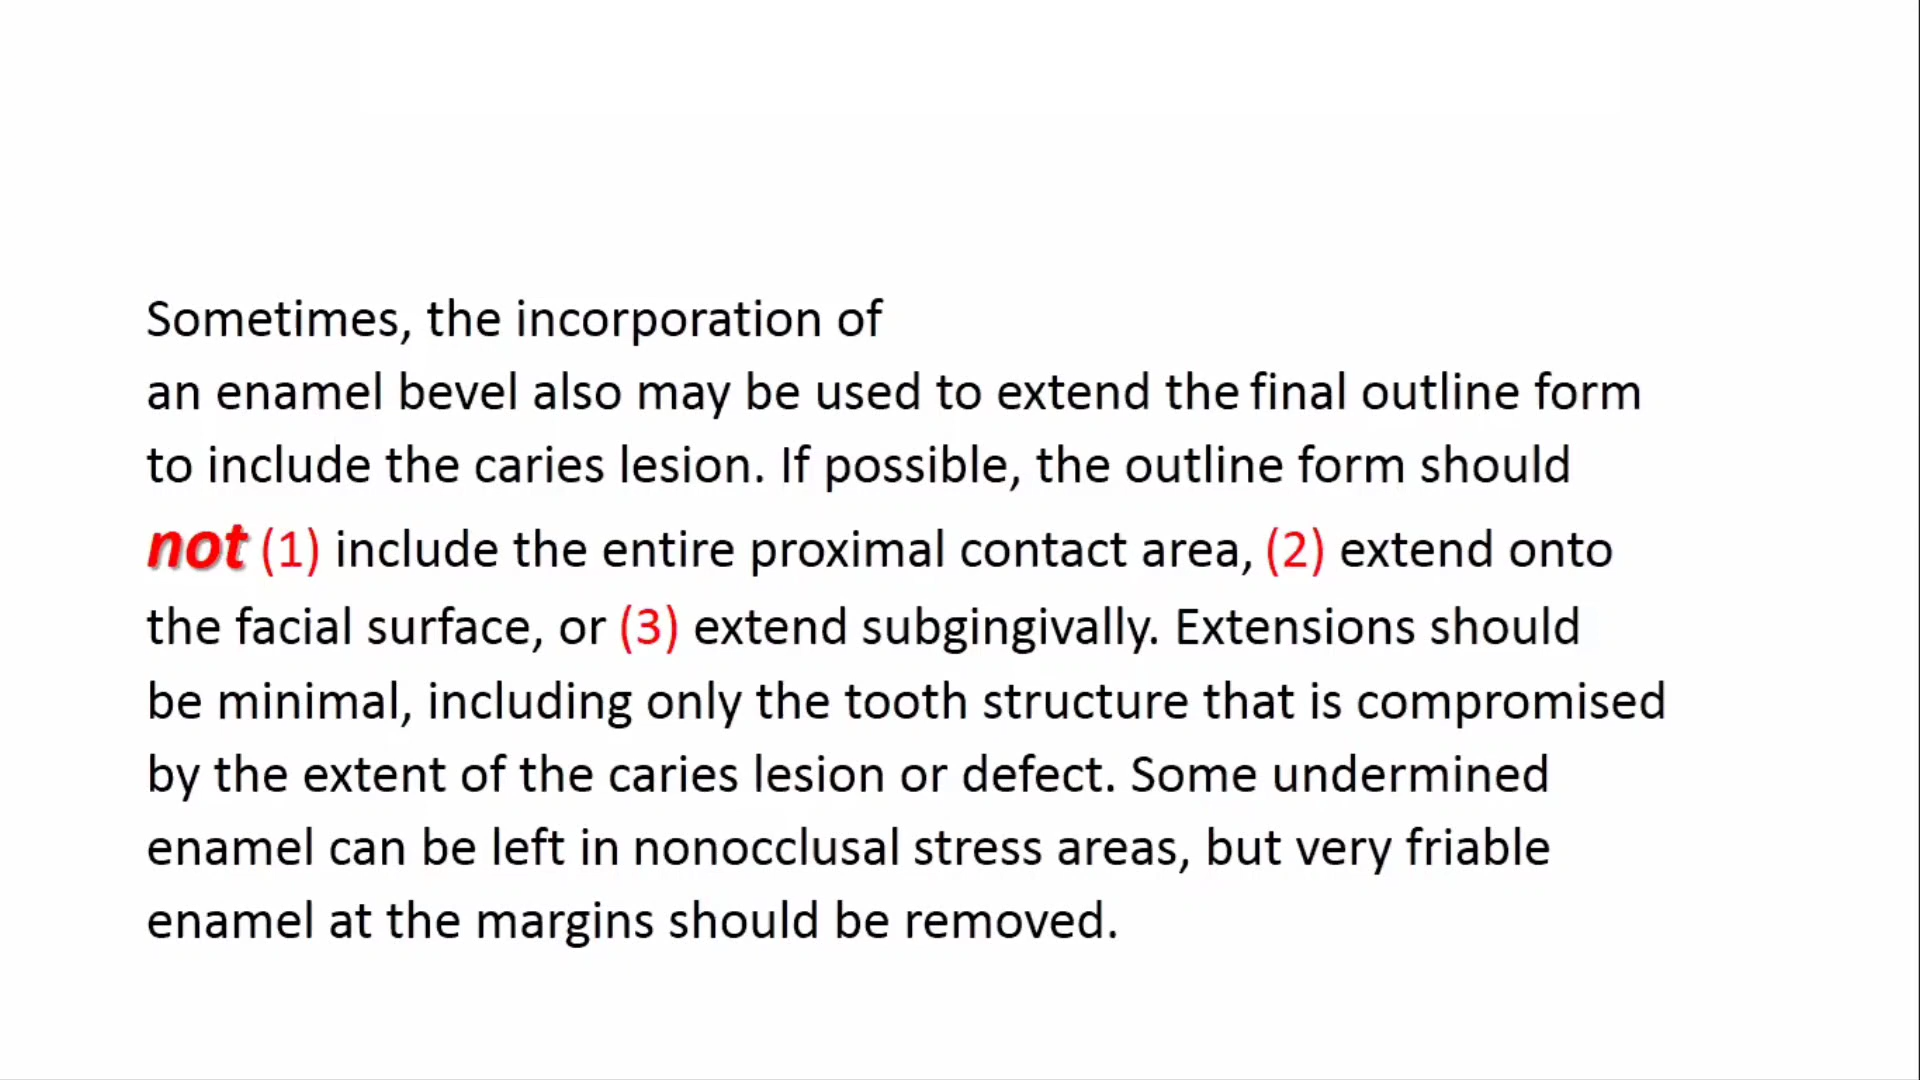 Sometimes, the incorporation of
an enamel bevel also may be used to extend the final outline form
to include the caries lesion. If possible, the outline form should
not (1) include the entire proximal contact area, (2) extend onto
the facial surface, or (3) extend subgingivally. Extensions should
be minimal, including only the tooth structure that is compromised
by the extent of the caries lesion or defect. Some undermined
enamel can be left in nonocclusal stress areas, but very friable
enamel at the margins should be removed.